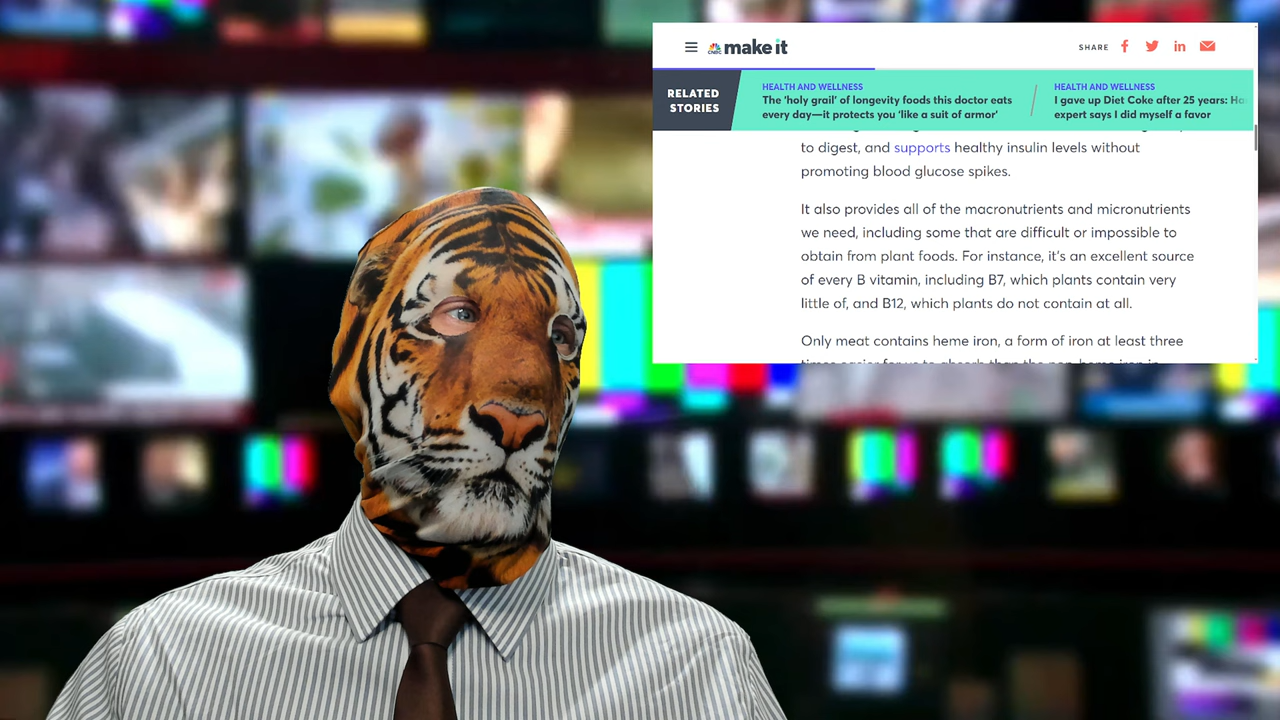 CNBC make it
SHARE
RELATED
STORIES
HEALTH AND WELLNESS
The 'holy grail' of longevity foods this doctor eats
every day—it protects you 'like a suit of armor'
HEALTH AND WELLNESS
I gave up Diet Coke after 25 years:
expert says I did myself a favor
to digest, and supports healthy insulin levels without
promoting blood glucose spikes.
It also provides all of the macronutrients and micronutrients
we need, including some that are difficult or impossible to
obtain from plant foods. For instance, it's an excellent source
of every B vitamin, including B7, which plants contain very
little of, and B12, which plants do not contain at all.
Only meat contains heme iron, a form of iron at least three